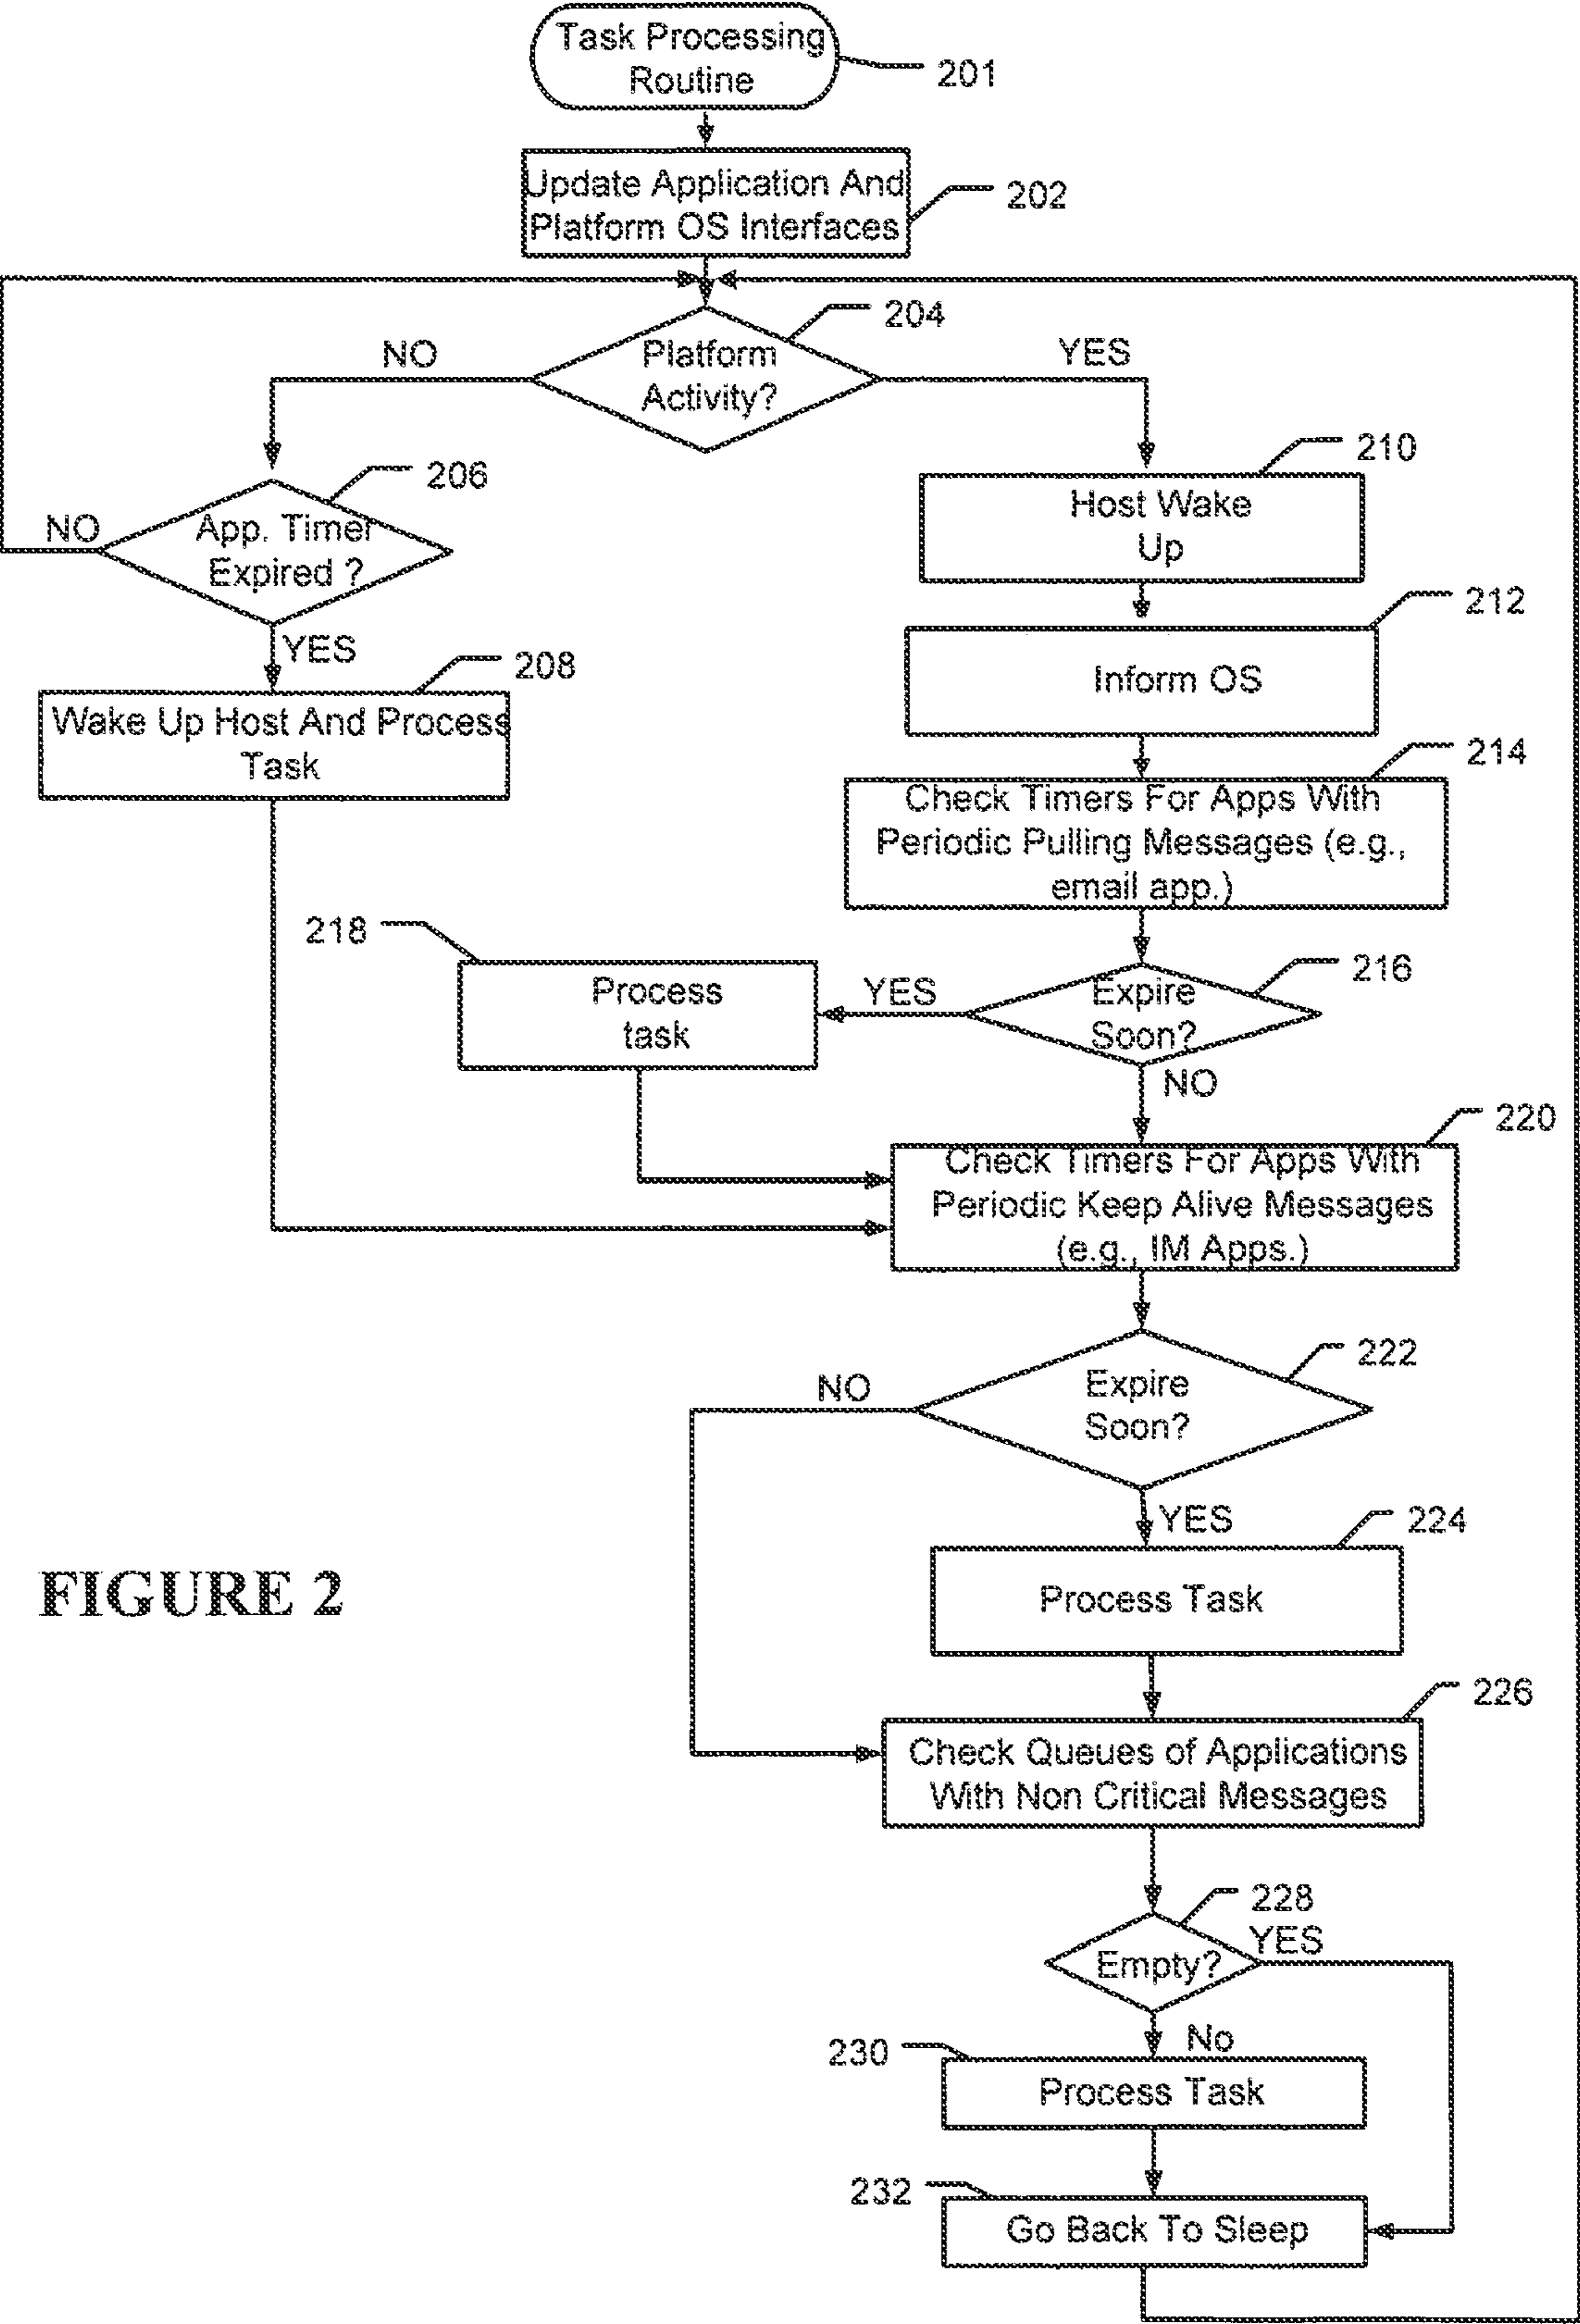 Task Processing
Routine
201
Update Application And
Platform OS Interfaces
202
204
Platform
Activity?
NO
YES
206
App. Timer
Expired ?
NO
YES
208
Wake Up Host And Process
Task
210
Host Wake
Up
212
Inform OS
214
Check Timers For Apps With
Periodic Pulling Messages (e.g.,
email app.)
216
Expire
Soon?
YES
NO
218
Process
task
220
Check Timers For Apps With
Periodic Keep Alive Messages
(e.g., IM Apps.)
222
Expire
Soon?
NO
YES
224
Process Task
FIGURE 2
226
Check Queues of Applications
With Non Critical Messages
228
Empty?
YES
No
230
Process Task
232
Go Back To Sleep